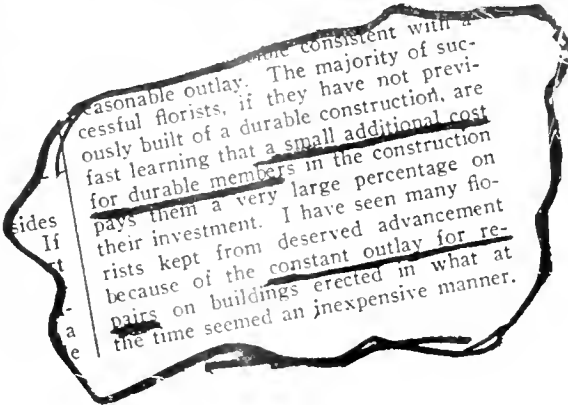 consistent with a
easonable outlay. The majority of suc-
cessful florists, if they have not previ-
ously built of a durable construction, are
fast learning that a small additional cost
for durable members in the construction
pays them a very large percentage on
their investment. I have seen many flo-
rists kept from deserved advancement
because of the constant outlay for re-
pairs on buildings erected in what at
the time seemed an inexpensive manner.
sides
If
a
e